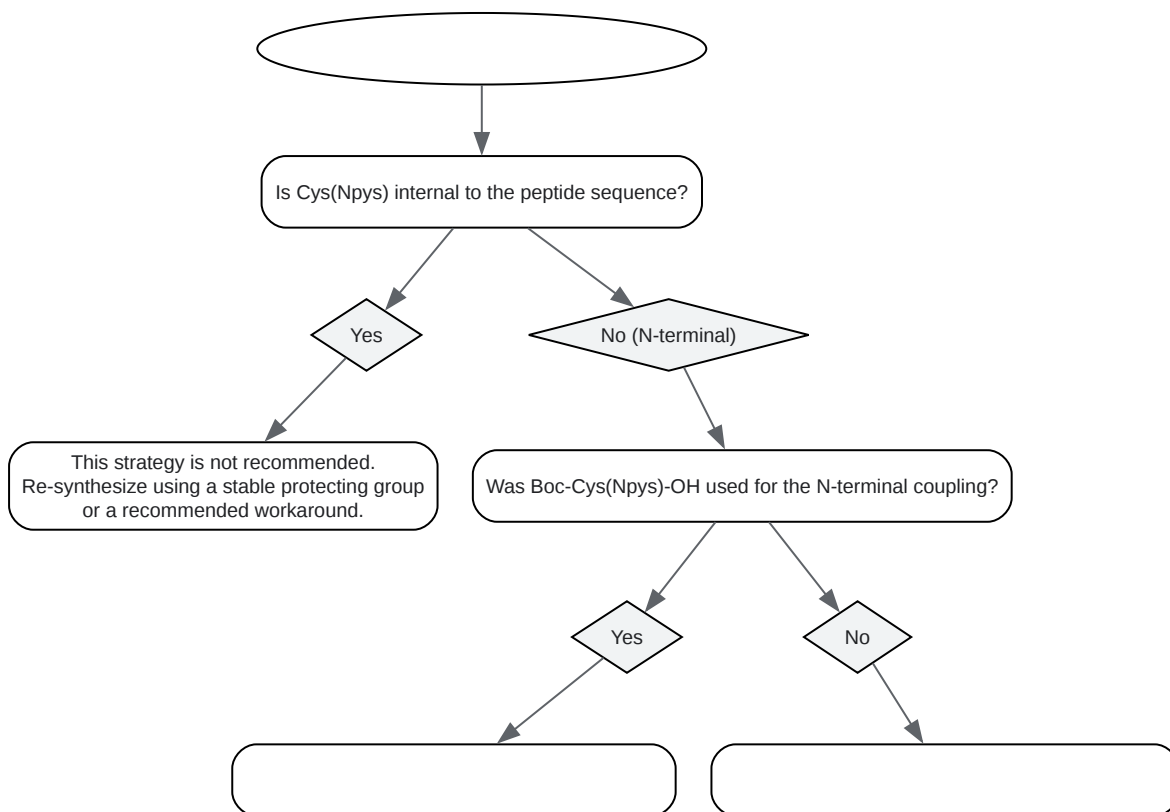 Is Cys(Npys) internal to the peptide sequence?
Yes
No (N-terminal)
This strategy is not recommended.
Re-synthesize using a stable protecting group
or a recommended workaround.
Was Boc-Cys(Npys)-OH used for the N-terminal coupling?
Yes
No